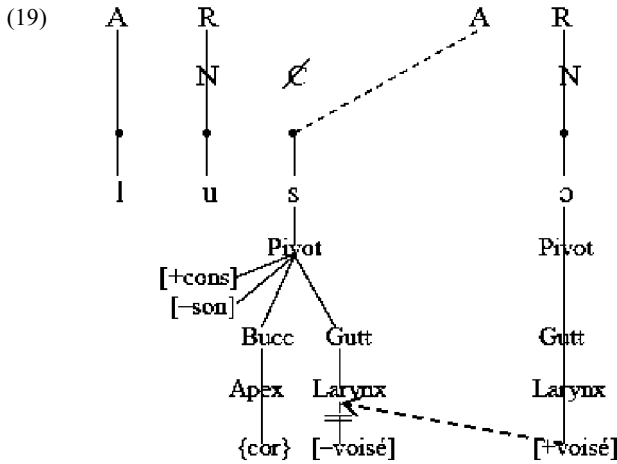 (19) A R A R
N C N
l u s ɔ
Pivot Pivot
[+cons]
[−son]
Bucc Gutt Gutt
Apex Larynx Larynx
{cor} [−voisé] [+voisé]